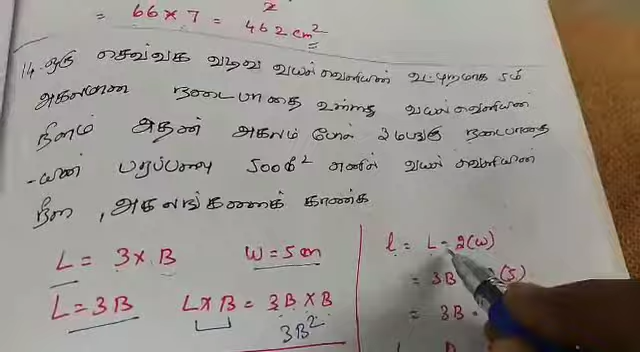 = 66 × 7 = 462 cm²
14. ஒரு செவ்வக வடிவ வயல்வெளியின் உட்புறமாக 5மீ
அகலமான நடைபாதை உள்ளது வயல்வெளியின்
நீளம் அதன் அகலம் போல் 3 மடங்கு நடைபாதை
-யின் பரப்பளவு 500மீ² எனில் வயல்வெளியின்
நீள, அகலங்களைக் காண்க
L = 3 × B W = 5m
L = 3B L × B = 3B × B
3B²
l = L - 2(w)
= 3B (5)
= 3B -